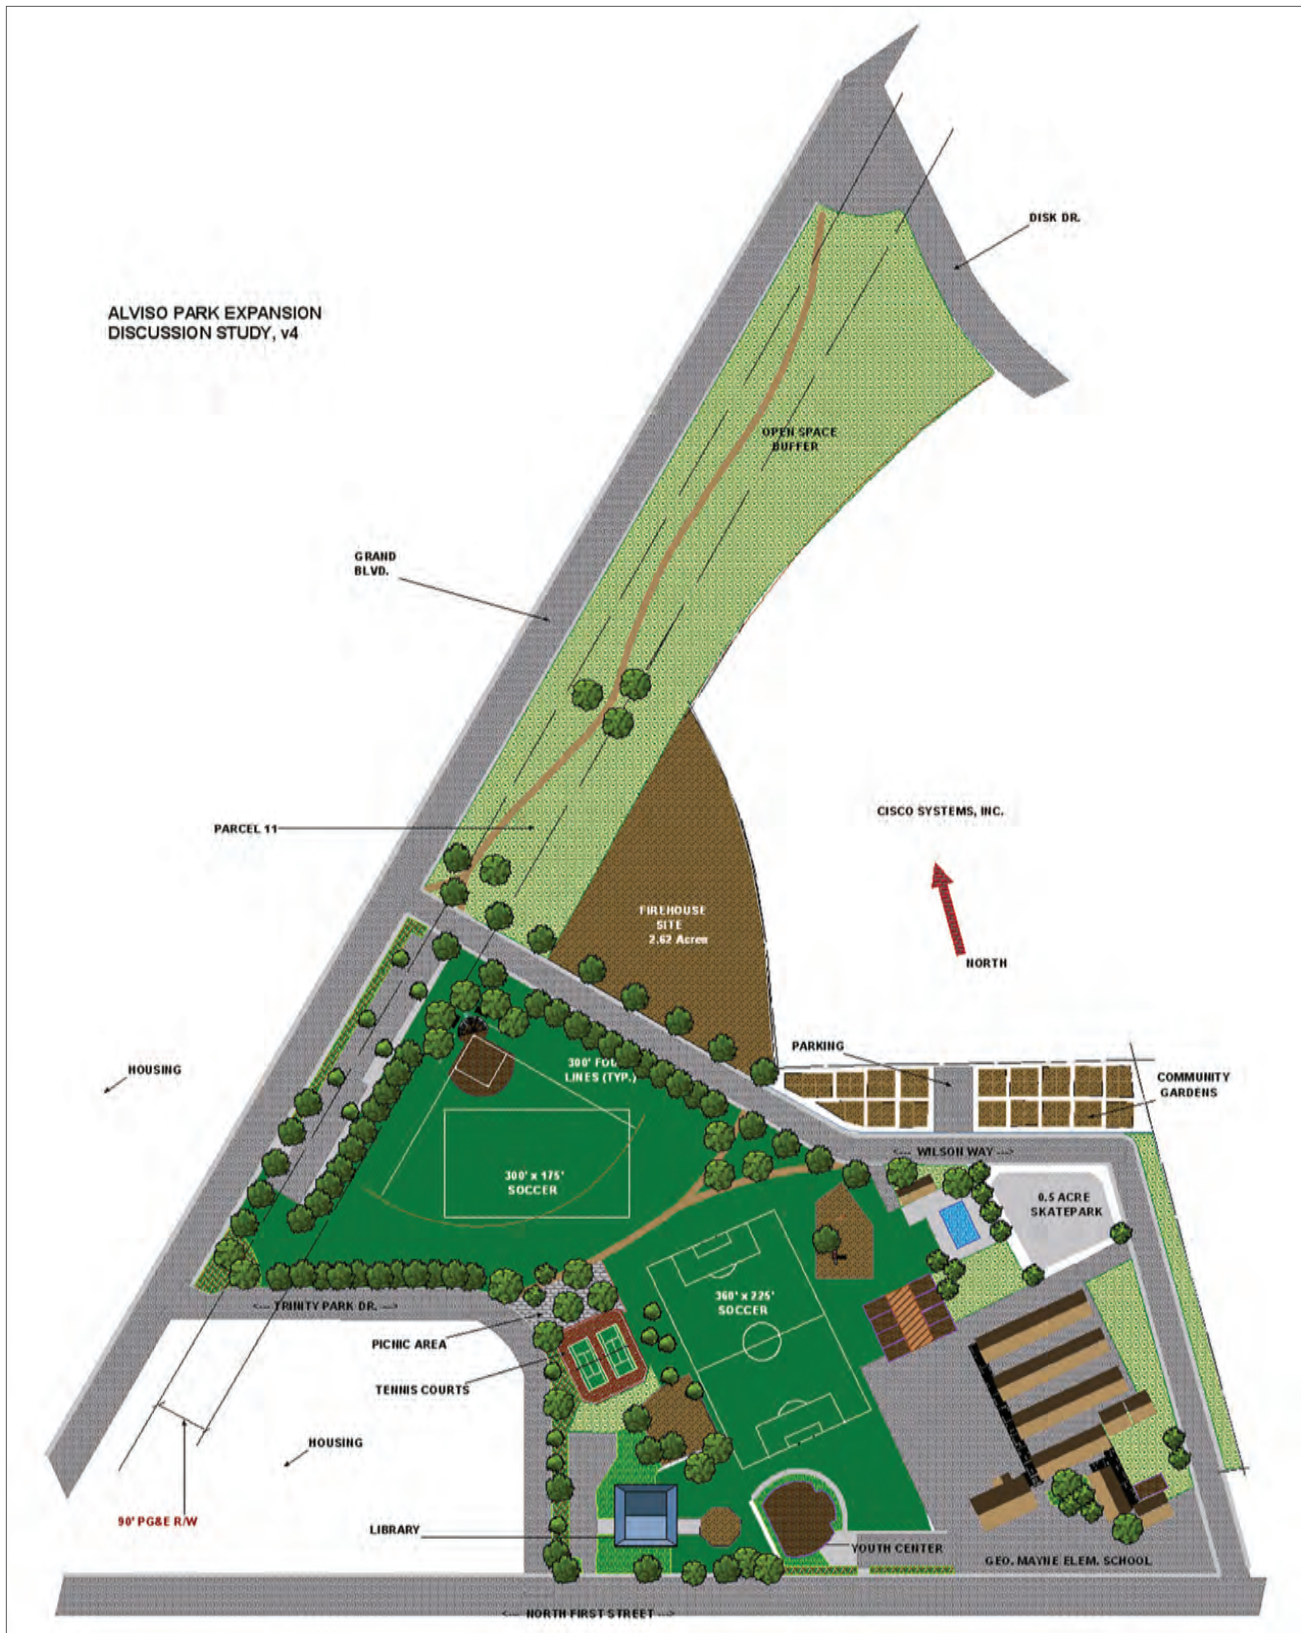 DISK DR.
ALVISO PARK EXPANSION
DISCUSSION STUDY, v4
OPEN SPACE
BUFFER
GRAND
BLVD.
PARCEL 11
CISCO SYSTEMS, INC.
FIREHOUSE
SITE
2.62 Acres
NORTH
PARKING
HOUSING
300' FOU
LINES (TYP.)
COMMUNITY
GARDENS
<--- WILSON WAY --->
300' x 175'
SOCCER
0.5 ACRE
SKATEPARK
<--- TRINITY PARK DR. --->
360' x 225'
SOCCER
PICNIC AREA
TENNIS COURTS
HOUSING
90' PG&E R/W
LIBRARY
YOUTH CENTER
GEO. MAYNE ELEM. SCHOOL
<--- NORTH FIRST STREET --->